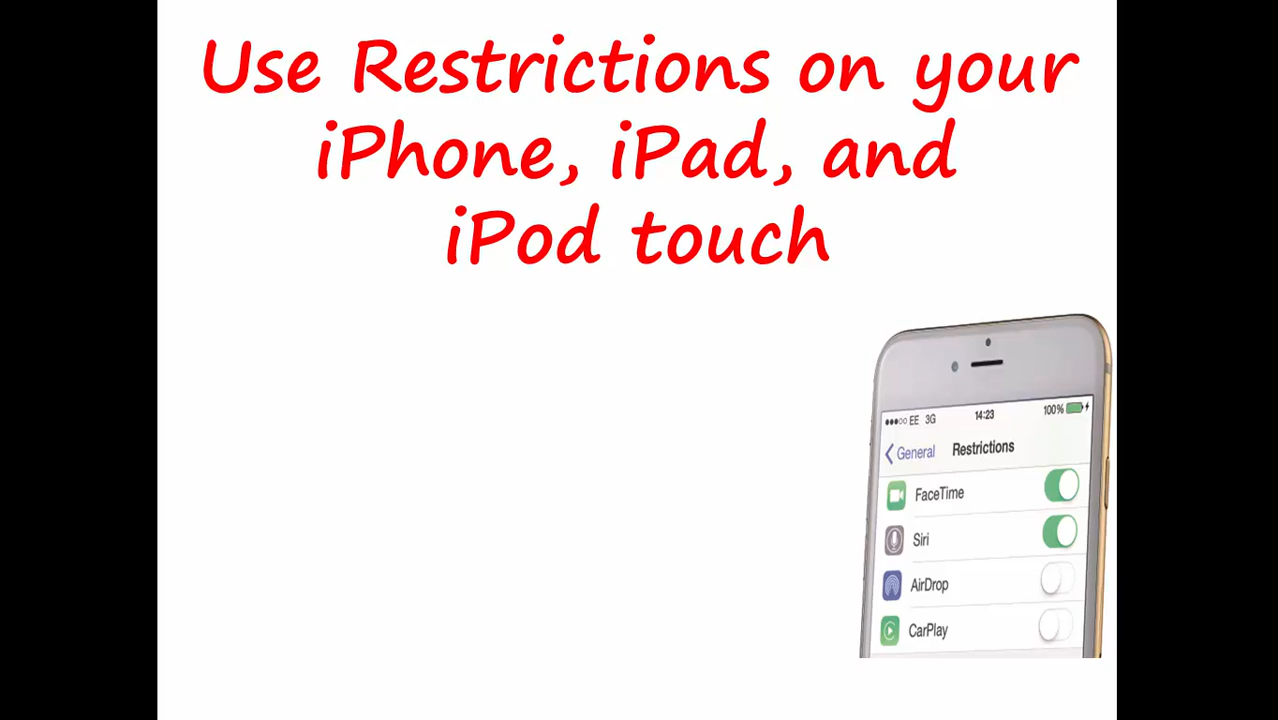 Use Restrictions on your
iPhone, iPad, and
iPod touch
EE 3G 14:23 100%
General Restrictions
FaceTime
Siri
AirDrop
CarPlay